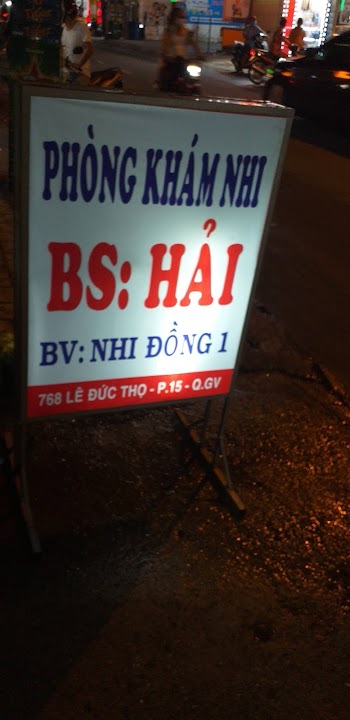 PHÒNG KHÁM NHI
BS: HẢI
BV: NHI ĐỒNG 1
768 LÊ ĐỨC THỌ - P.15 - Q.GV